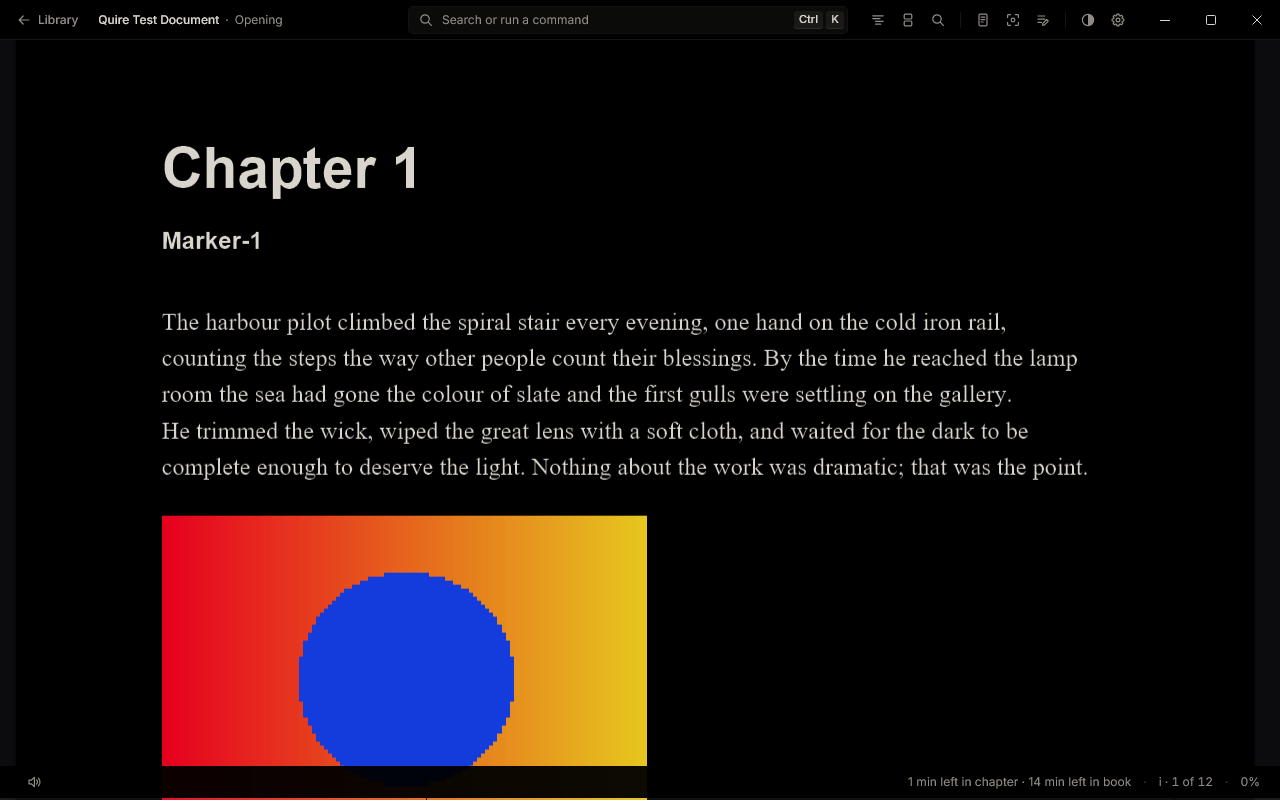 Library Quire Test Document · Opening Search or run a command Ctrl K
Chapter 1
Marker-1
The harbour pilot climbed the spiral stair every evening, one hand on the cold iron rail,
counting the steps the way other people count their blessings. By the time he reached the lamp
room the sea had gone the colour of slate and the first gulls were settling on the gallery.
He trimmed the wick, wiped the great lens with a soft cloth, and waited for the dark to be
complete enough to deserve the light. Nothing about the work was dramatic; that was the point.
1 min left in chapter · 14 min left in book · i · 1 of 12 · 0%